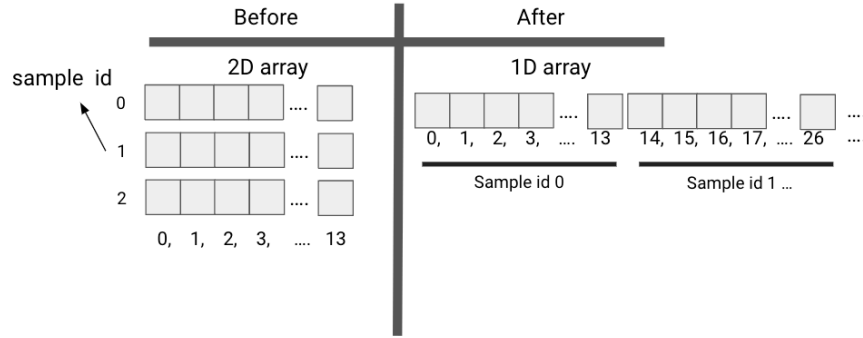 Before
After
2D array
1D array
sample id
0
....
....
....
...
0, 1, 2, 3, .... 13
14, 15, 16, 17, .... 26
...
1
....
Sample id 0
Sample id 1 ...
2
....
0, 1, 2, 3, .... 13